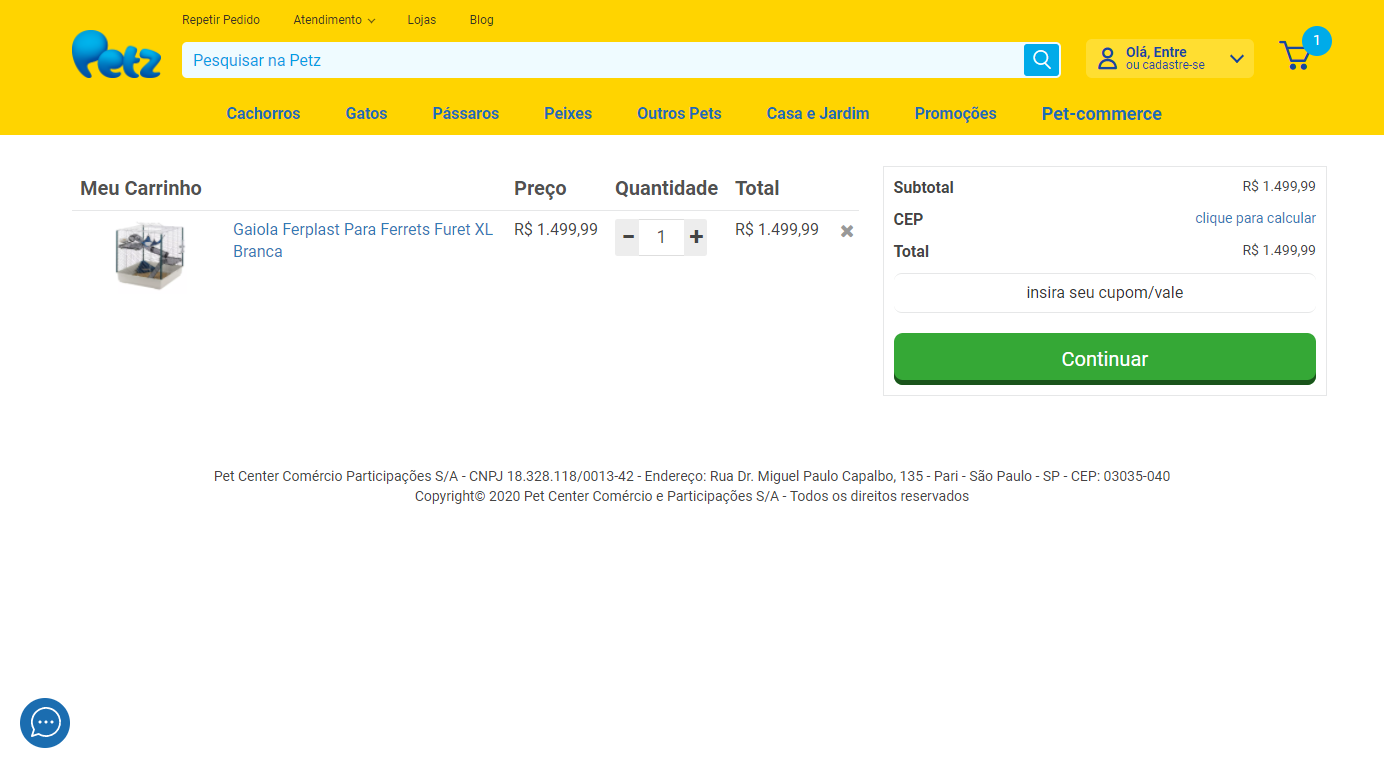 Repetir Pedido Atendimento Lojas Blog
Petz
Pesquisar na Petz
Olá, Entre
ou cadastre-se
1
Cachorros Gatos Pássaros Peixes Outros Pets Casa e Jardim Promoções Pet-commerce
Meu Carrinho Preço Quantidade Total
Gaiola Ferplast Para Ferrets Furet XL
Branca
R$ 1.499,99 − 1 + R$ 1.499,99 ✖
Subtotal R$ 1.499,99
CEP clique para calcular
Total R$ 1.499,99
insira seu cupom/vale
Continuar
Pet Center Comércio Participações S/A - CNPJ 18.328.118/0013-42 - Endereço: Rua Dr. Miguel Paulo Capalbo, 135 - Pari - São Paulo - SP - CEP: 03035-040
Copyright© 2020 Pet Center Comércio e Participações S/A - Todos os direitos reservados